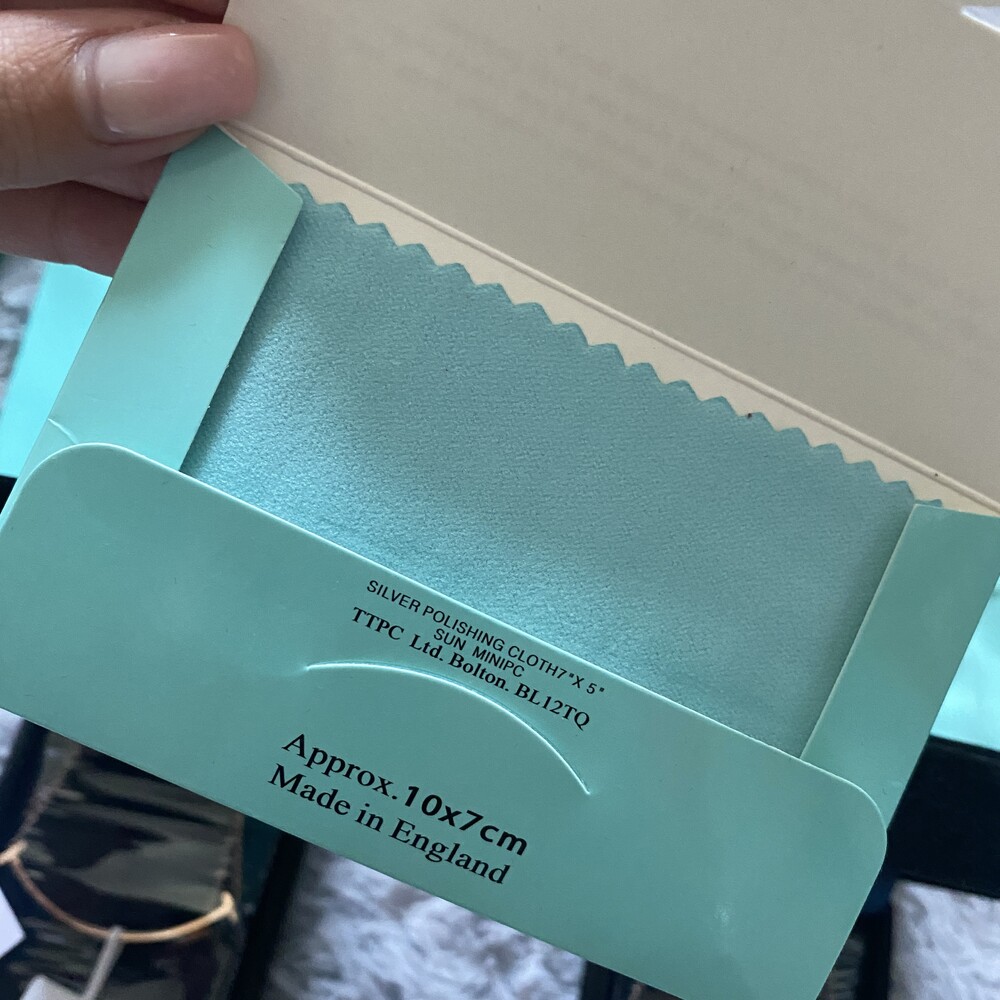 SILVER POLISHING CLOTH7"X 5"
SUN MINIPC
TTPC Ltd. Bolton. BL12TQ
Approx.10x7cm
Made in England